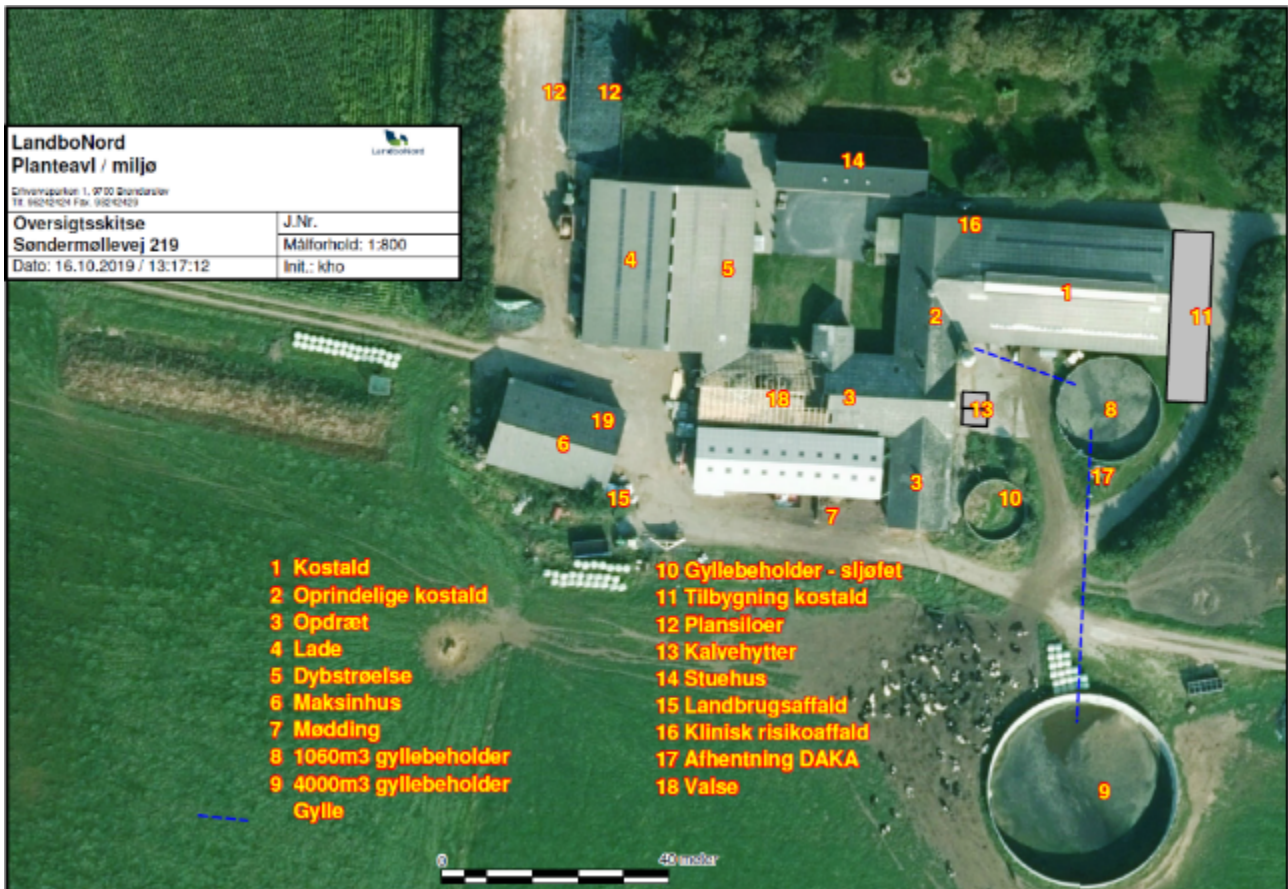 LandboNord
Planteavl / miljø
LandboNord
Oversigtsskitse
Søndermøllevej 219
Dato: 16.10.2019 / 13:17:12
J.Nr.
Målforhold: 1:800
Init.: kho
12 12
14
16
4
5
1
2
11
18
3
13
8
19
6
17
15
3
10
7
1 Kostald
2 Oprindelige kostald
3 Opdræt
4 Lade
5 Dybstrøelse
6 Maksinhus
7 Mødding
8 1060m3 gyllebeholder
9 4000m3 gyllebeholder
Gylle
10 Gyllebeholder - sljøfet
11 Tilbygning kostald
12 Plansiloer
13 Kalvehytter
14 Stuehus
15 Landbrugsaffald
16 Klinisk risikoaffald
17 Afhentning DAKA
18 Valse
9
0 40 meter